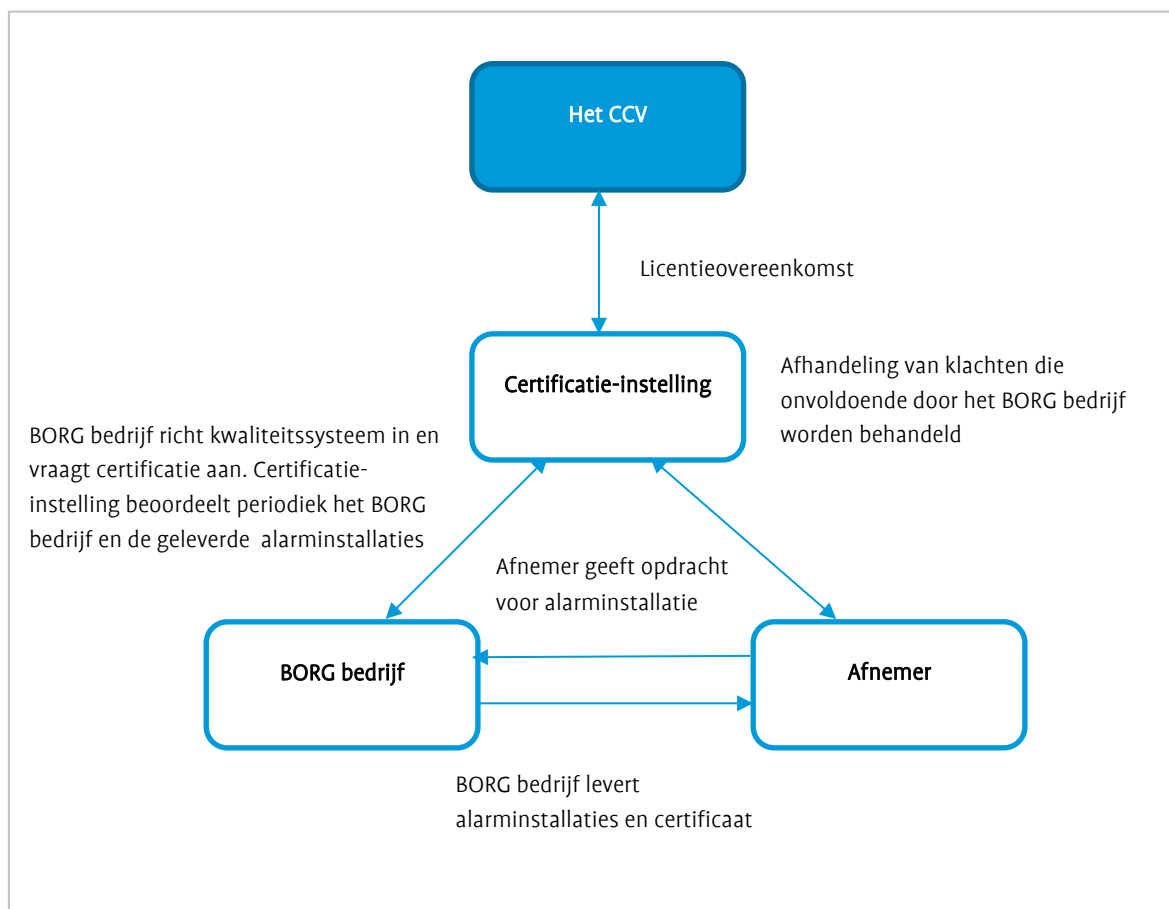 Het CCV
Licentieovereenkomst
Certificatie-instelling
Afhandeling van klachten die
onvoldoende door het BORG bedrijf
worden behandeld
BORG bedrijf richt kwaliteitssysteem in en
vraagt certificatie aan. Certificatie-
instelling beoordeelt periodiek het BORG
bedrijf en de geleverde alarminstallaties
Afnemer geeft opdracht
voor alarminstallatie
BORG bedrijf
Afnemer
BORG bedrijf levert
alarminstallaties en certificaat